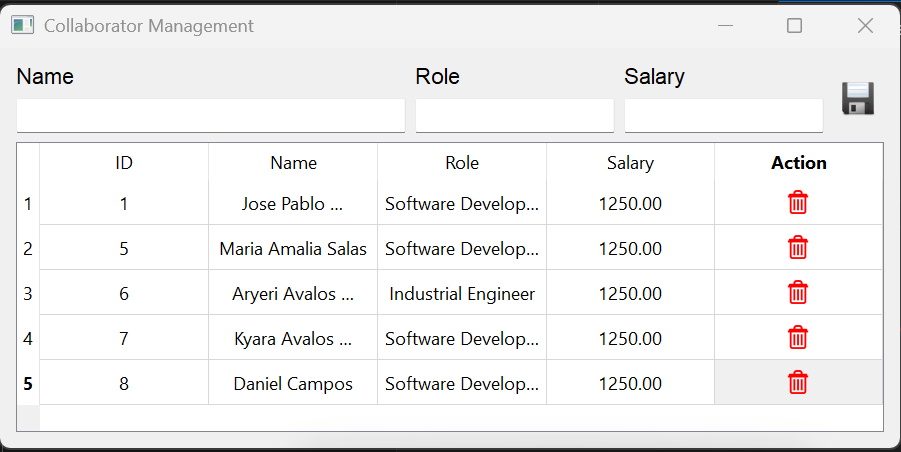 Collaborator Management
Name Role Salary
ID Name Role Salary Action
1 1 Jose Pablo ... Software Develop... 1250.00
2 5 Maria Amalia Salas Software Develop... 1250.00
3 6 Aryeri Avalos ... Industrial Engineer 1250.00
4 7 Kyara Avalos ... Software Develop... 1250.00
5 8 Daniel Campos Software Develop... 1250.00